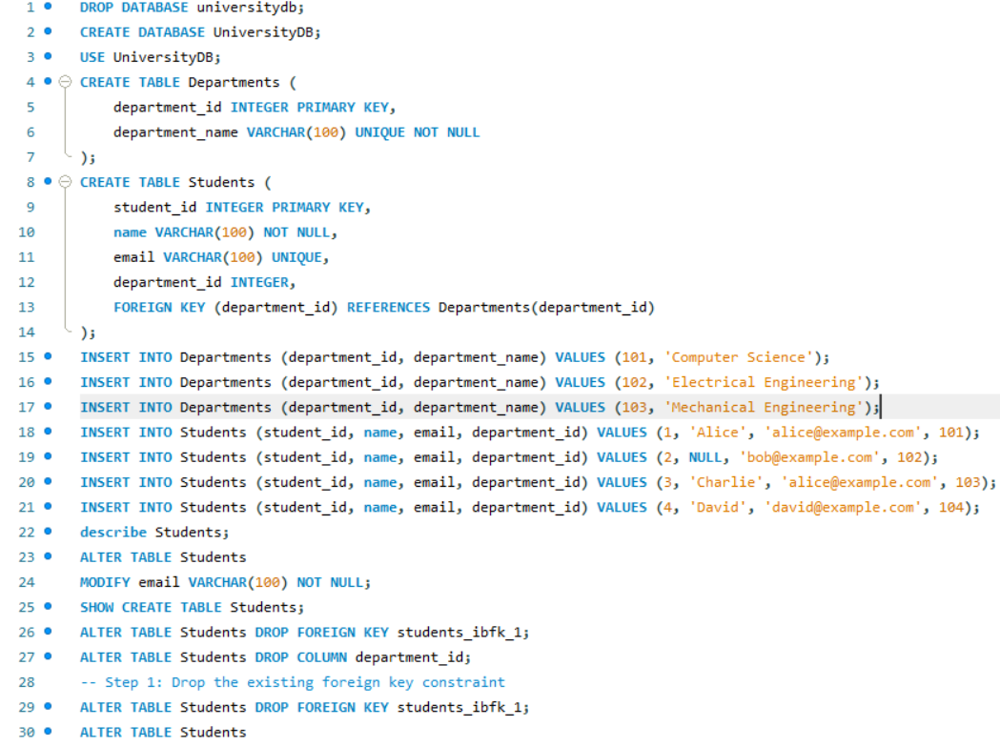 1 DROP DATABASE universitydb;
2 CREATE DATABASE UniversityDB;
3 USE UniversityDB;
4 CREATE TABLE Departments (
5 department_id INTEGER PRIMARY KEY,
6 department_name VARCHAR(100) UNIQUE NOT NULL
7 );
8 CREATE TABLE Students (
9 student_id INTEGER PRIMARY KEY,
10 name VARCHAR(100) NOT NULL,
11 email VARCHAR(100) UNIQUE,
12 department_id INTEGER,
13 FOREIGN KEY (department_id) REFERENCES Departments(department_id)
14 );
15 INSERT INTO Departments (department_id, department_name) VALUES (101, 'Computer Science');
16 INSERT INTO Departments (department_id, department_name) VALUES (102, 'Electrical Engineering');
17 INSERT INTO Departments (department_id, department_name) VALUES (103, 'Mechanical Engineering');
18 INSERT INTO Students (student_id, name, email, department_id) VALUES (1, 'Alice', 'alice@example.com', 101);
19 INSERT INTO Students (student_id, name, email, department_id) VALUES (2, NULL, 'bob@example.com', 102);
20 INSERT INTO Students (student_id, name, email, department_id) VALUES (3, 'Charlie', 'alice@example.com', 103);
21 INSERT INTO Students (student_id, name, email, department_id) VALUES (4, 'David', 'david@example.com', 104);
22 describe Students;
23 ALTER TABLE Students
24 MODIFY email VARCHAR(100) NOT NULL;
25 SHOW CREATE TABLE Students;
26 ALTER TABLE Students DROP FOREIGN KEY students_ibfk_1;
27 ALTER TABLE Students DROP COLUMN department_id;
28 -- Step 1: Drop the existing foreign key constraint
29 ALTER TABLE Students DROP FOREIGN KEY students_ibfk_1;
30 ALTER TABLE Students